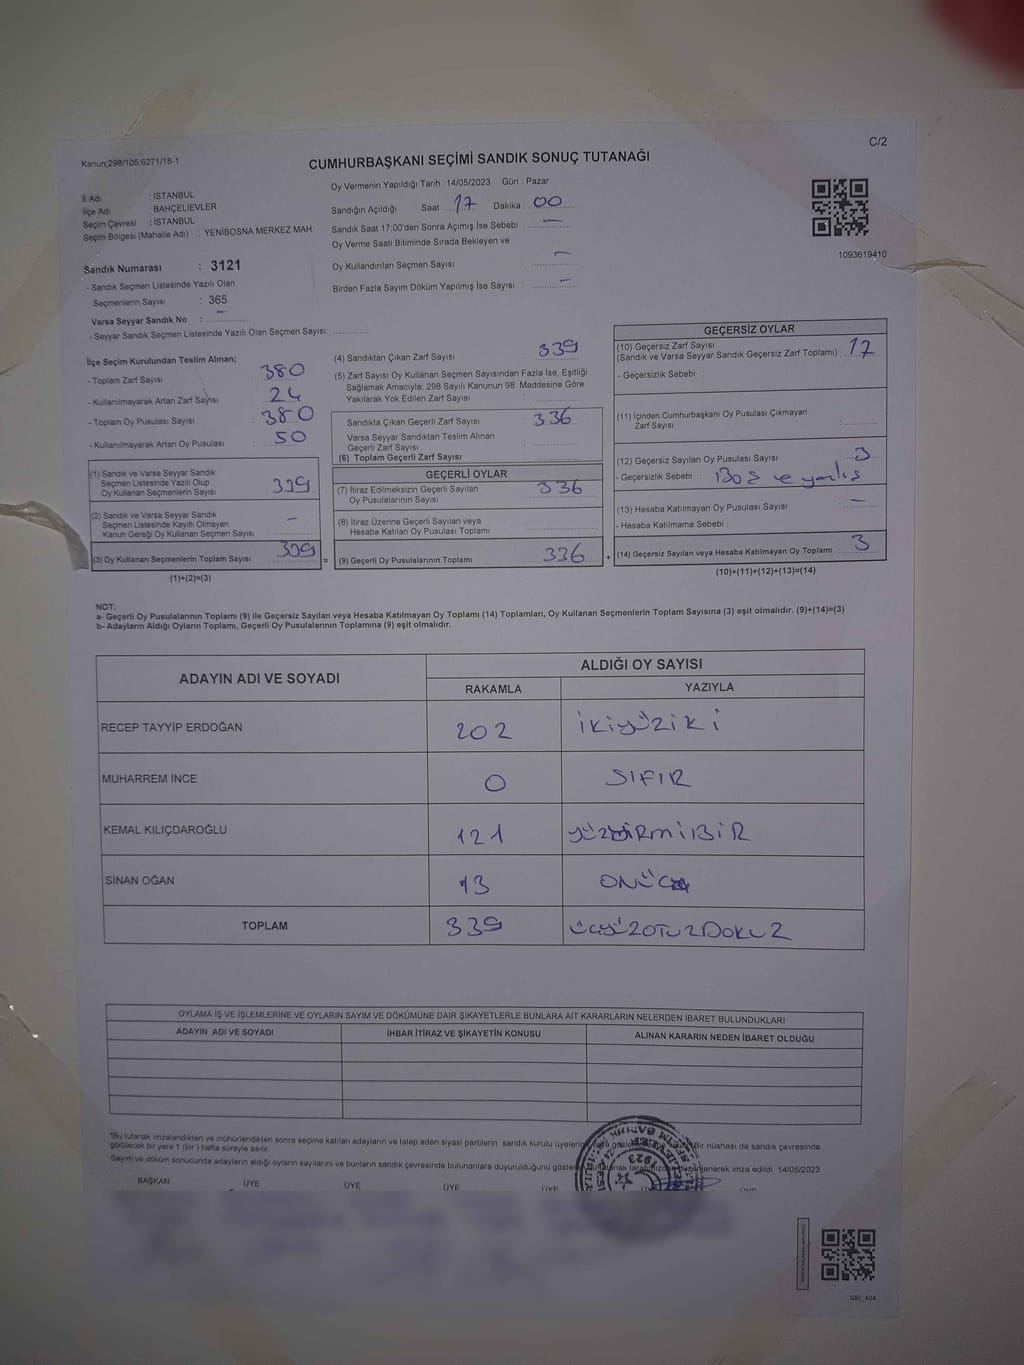 C/2
Kanun;298/105;6271/18-1
CUMHURBAŞKANI SEÇİMİ SANDIK SONUÇ TUTANAĞI
Oy Vermenin Yapıldığı Tarih : 14/05/2023 Gün : Pazar
İl Adı : İSTANBUL
İlçe Adı : BAHÇELİEVLER
Seçim Çevresi : İSTANBUL
Seçim Bölgesi (Mahalle Adı) : YENİBOSNA MERKEZ MAH.
Sandık Numarası : 3121
- Sandık Seçmen Listesinde Yazılı Olan
Seçmenlerin Sayısı : 365
Varsa Seyyar Sandık No : –
- Seyyar Sandık Seçmen Listesinde Yazılı Olan Seçmen Sayısı:
Sandığın Açıldığı Saat : 17 Dakika : 00
Sandık Saat 17:00'den Sonra Açımış İse Sebebi : –
Oy Verme Saati Bitiminde Sırada Bekleyen ve
Oy Kullandırılan Seçmen Sayısı : –
Birden Fazla Sayım Döküm Yapılmış İse Sayısı : –
1093619410
İlçe Seçim Kurulundan Teslim Alınan;
- Toplam Zarf Sayısı : 380
- Kullanılmayarak Artan Zarf Sayısı : 24
- Toplam Oy Pusulası Sayısı : 380
- Kullanılmayarak Artan Oy Pusulası : 50
(1) Sandık ve Varsa Seyyar Sandık
Seçmen Listesinde Yazılı Olup
Oy Kullanan Seçmenlerin Sayısı : 339
(2) Sandık ve Varsa Seyyar Sandık
Seçmen Listesinde Kayıtlı Olmayan
Kanun Gereği Oy Kullanan Seçmen Sayısı : –
(3) Oy Kullanan Seçmenlerin Toplam Sayısı : 339
(1)+(2)=(3)
(4) Sandıktan Çıkan Zarf Sayısı : 339
(5) Zarf Sayısı Oy Kullanan Seçmen Sayısından Fazla İse, Eşitliği
Sağlamak Amacıyla; 298 Sayılı Kanunun 98. Maddesine Göre
Yakılarak Yok Edilen Zarf Sayısı :
Sandıkta Çıkan Geçerli Zarf Sayısı : 336
Varsa Seyyar Sandıktan Teslim Alınan
Geçerli Zarf Sayısı :
(6) Toplam Geçerli Zarf Sayısı
GEÇERLİ OYLAR
(7) İtiraz Edilmeksizin Geçerli Sayılan
Oy Pusulalarının Sayısı : 336
(8) İtiraz Üzerine Geçerli Sayılan veya
Hesaba Katılan Oy Pusulası Toplamı
= (9) Geçerli Oy Pusulalarının Toplamı 336 +
GEÇERSİZ OYLAR
(10) Geçersiz Zarf Sayısı
(Sandık ve Varsa Seyyar Sandık Geçersiz Zarf Toplamı) : 17
- Geçersizlik Sebebi :
(11) İçinden Cumhurbaşkanı Oy Pusulası Çıkmayan
Zarf Sayısı
(12) Geçersiz Sayılan Oy Pusulası Sayısı : 3
- Geçersizlik Sebebi : Boş ve yanlış
(13) Hesaba Katılmayan Oy Pusulası Sayısı : –
- Hesaba Katılmama Sebebi :
(14) Geçersiz Sayılan veya Hesaba Katılmayan Oy Toplamı : 3
(10)+(11)+(12)+(13)=(14)
NOT:
a- Geçerli Oy Pusulalarının Toplamı (9) ile Geçersiz Sayılan veya Hesaba Katılmayan Oy Toplamı (14) Toplamları, Oy Kullanan Seçmenlerin Toplam Sayısına (3) eşit olmalıdır. (9)+(14)=(3)
b- Adayların Aldığı Oyların Toplamı, Geçerli Oy Pusulalarının Toplamına (9) eşit olmalıdır.
ADAYIN ADI VE SOYADI ALDIĞI OY SAYISI
RAKAMLA YAZIYLA
RECEP TAYYİP ERDOĞAN 202 İKİYÜZİKİ
MUHARREM İNCE 0 SIFIR
KEMAL KILIÇDAROĞLU 121 YÜZYİRMİBİR
SİNAN OĞAN 13 ONÜÇ
TOPLAM 339 ÜÇYÜZOTUZDOKUZ
OYLAMA İŞ VE İŞLEMLERİNE VE OYLARIN SAYIM VE DÖKÜMÜNE DAİR ŞİKAYETLERLE BUNLARA AİT KARARLARIN NELERDEN İBARET BULUNDUKLARI
ADAYIN ADI VE SOYADI İHBAR İTİRAZ VE ŞİKAYETİN KONUSU ALINAN KARARIN NEDEN İBARET OLDUĞU
*Bu tutanak imzalandıktan ve mühürlendikten sonra seçime katılan adayların ve talep eden siyasi partilerin sandık kurulu Bir nüshası da sandık çevresinde
görülecek bir yere 1 (bir) hafta süreyle asılır.
Sayım ve döküm sonucunda adayların aldığı oyların sayılarını ve bunların sandık çevresinde bulunanlara duyurulduğunu imza edildi. 14/05/2023
BAŞKAN ÜYE ÜYE ÜYE ÜYE
SSI_404